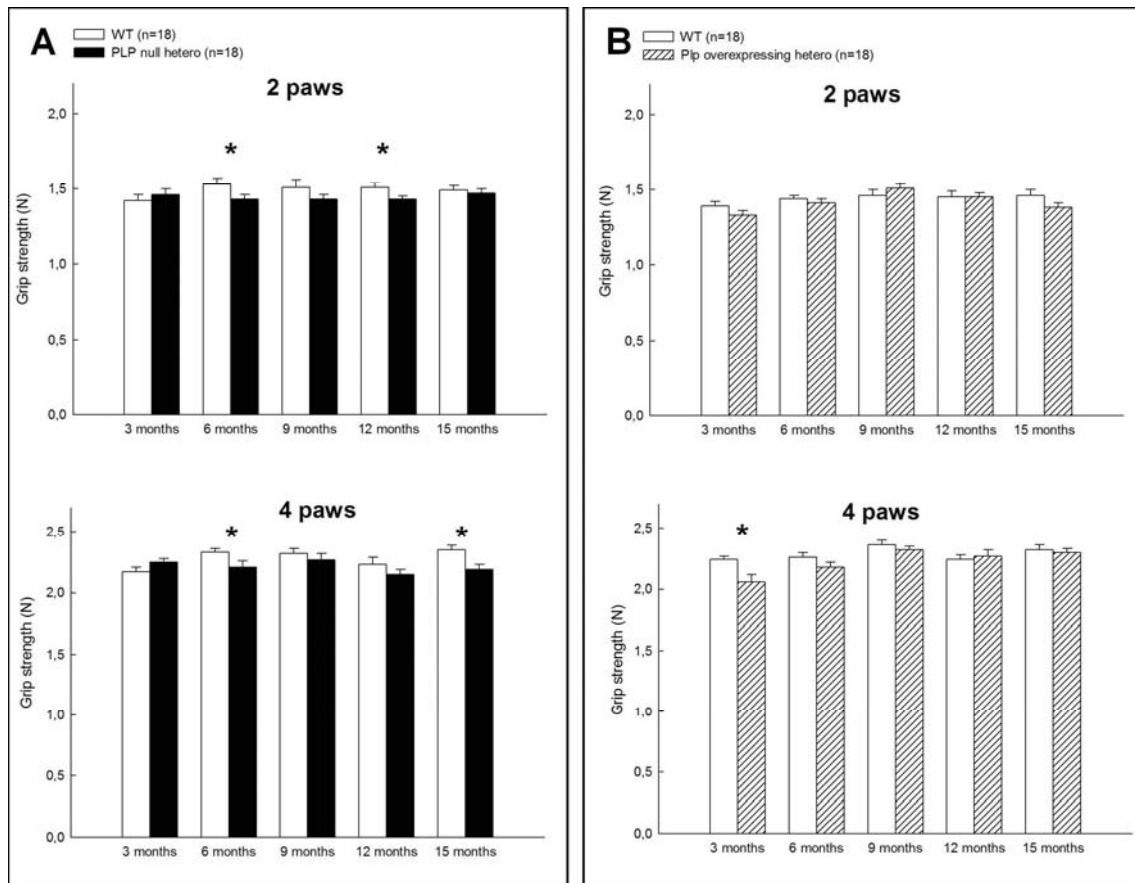 A
WT (n=18)
PLP null hetero (n=18)
2 paws
*
*
Grip strength (N)
2,0
1,5
1,0
0,5
0,0
3 months 6 months 9 months 12 months 15 months
4 paws
*
*
Grip strength (N)
2,5
2,0
1,5
1,0
0,5
0,0
3 months 6 months 9 months 12 months 15 months
B
WT (n=18)
Plp overexpressing hetero (n=18)
2 paws
Grip strength (N)
2,0
1,5
1,0
0,5
0,0
3 months 6 months 9 months 12 months 15 months
4 paws
*
Grip strength (N)
2,5
2,0
1,5
1,0
0,5
0,0
3 months 6 months 9 months 12 months 15 months